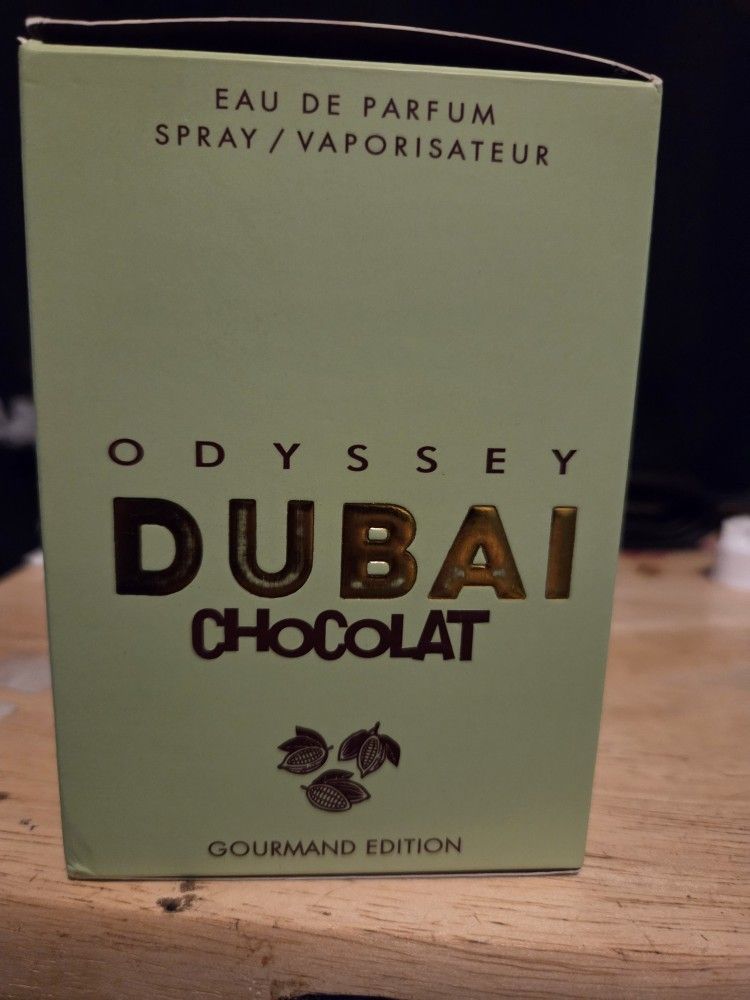 EAU DE PARFUM
SPRAY / VAPORISATEUR
ODYSSEY
DUBAI
CHOCOLAT
GOURMAND EDITION